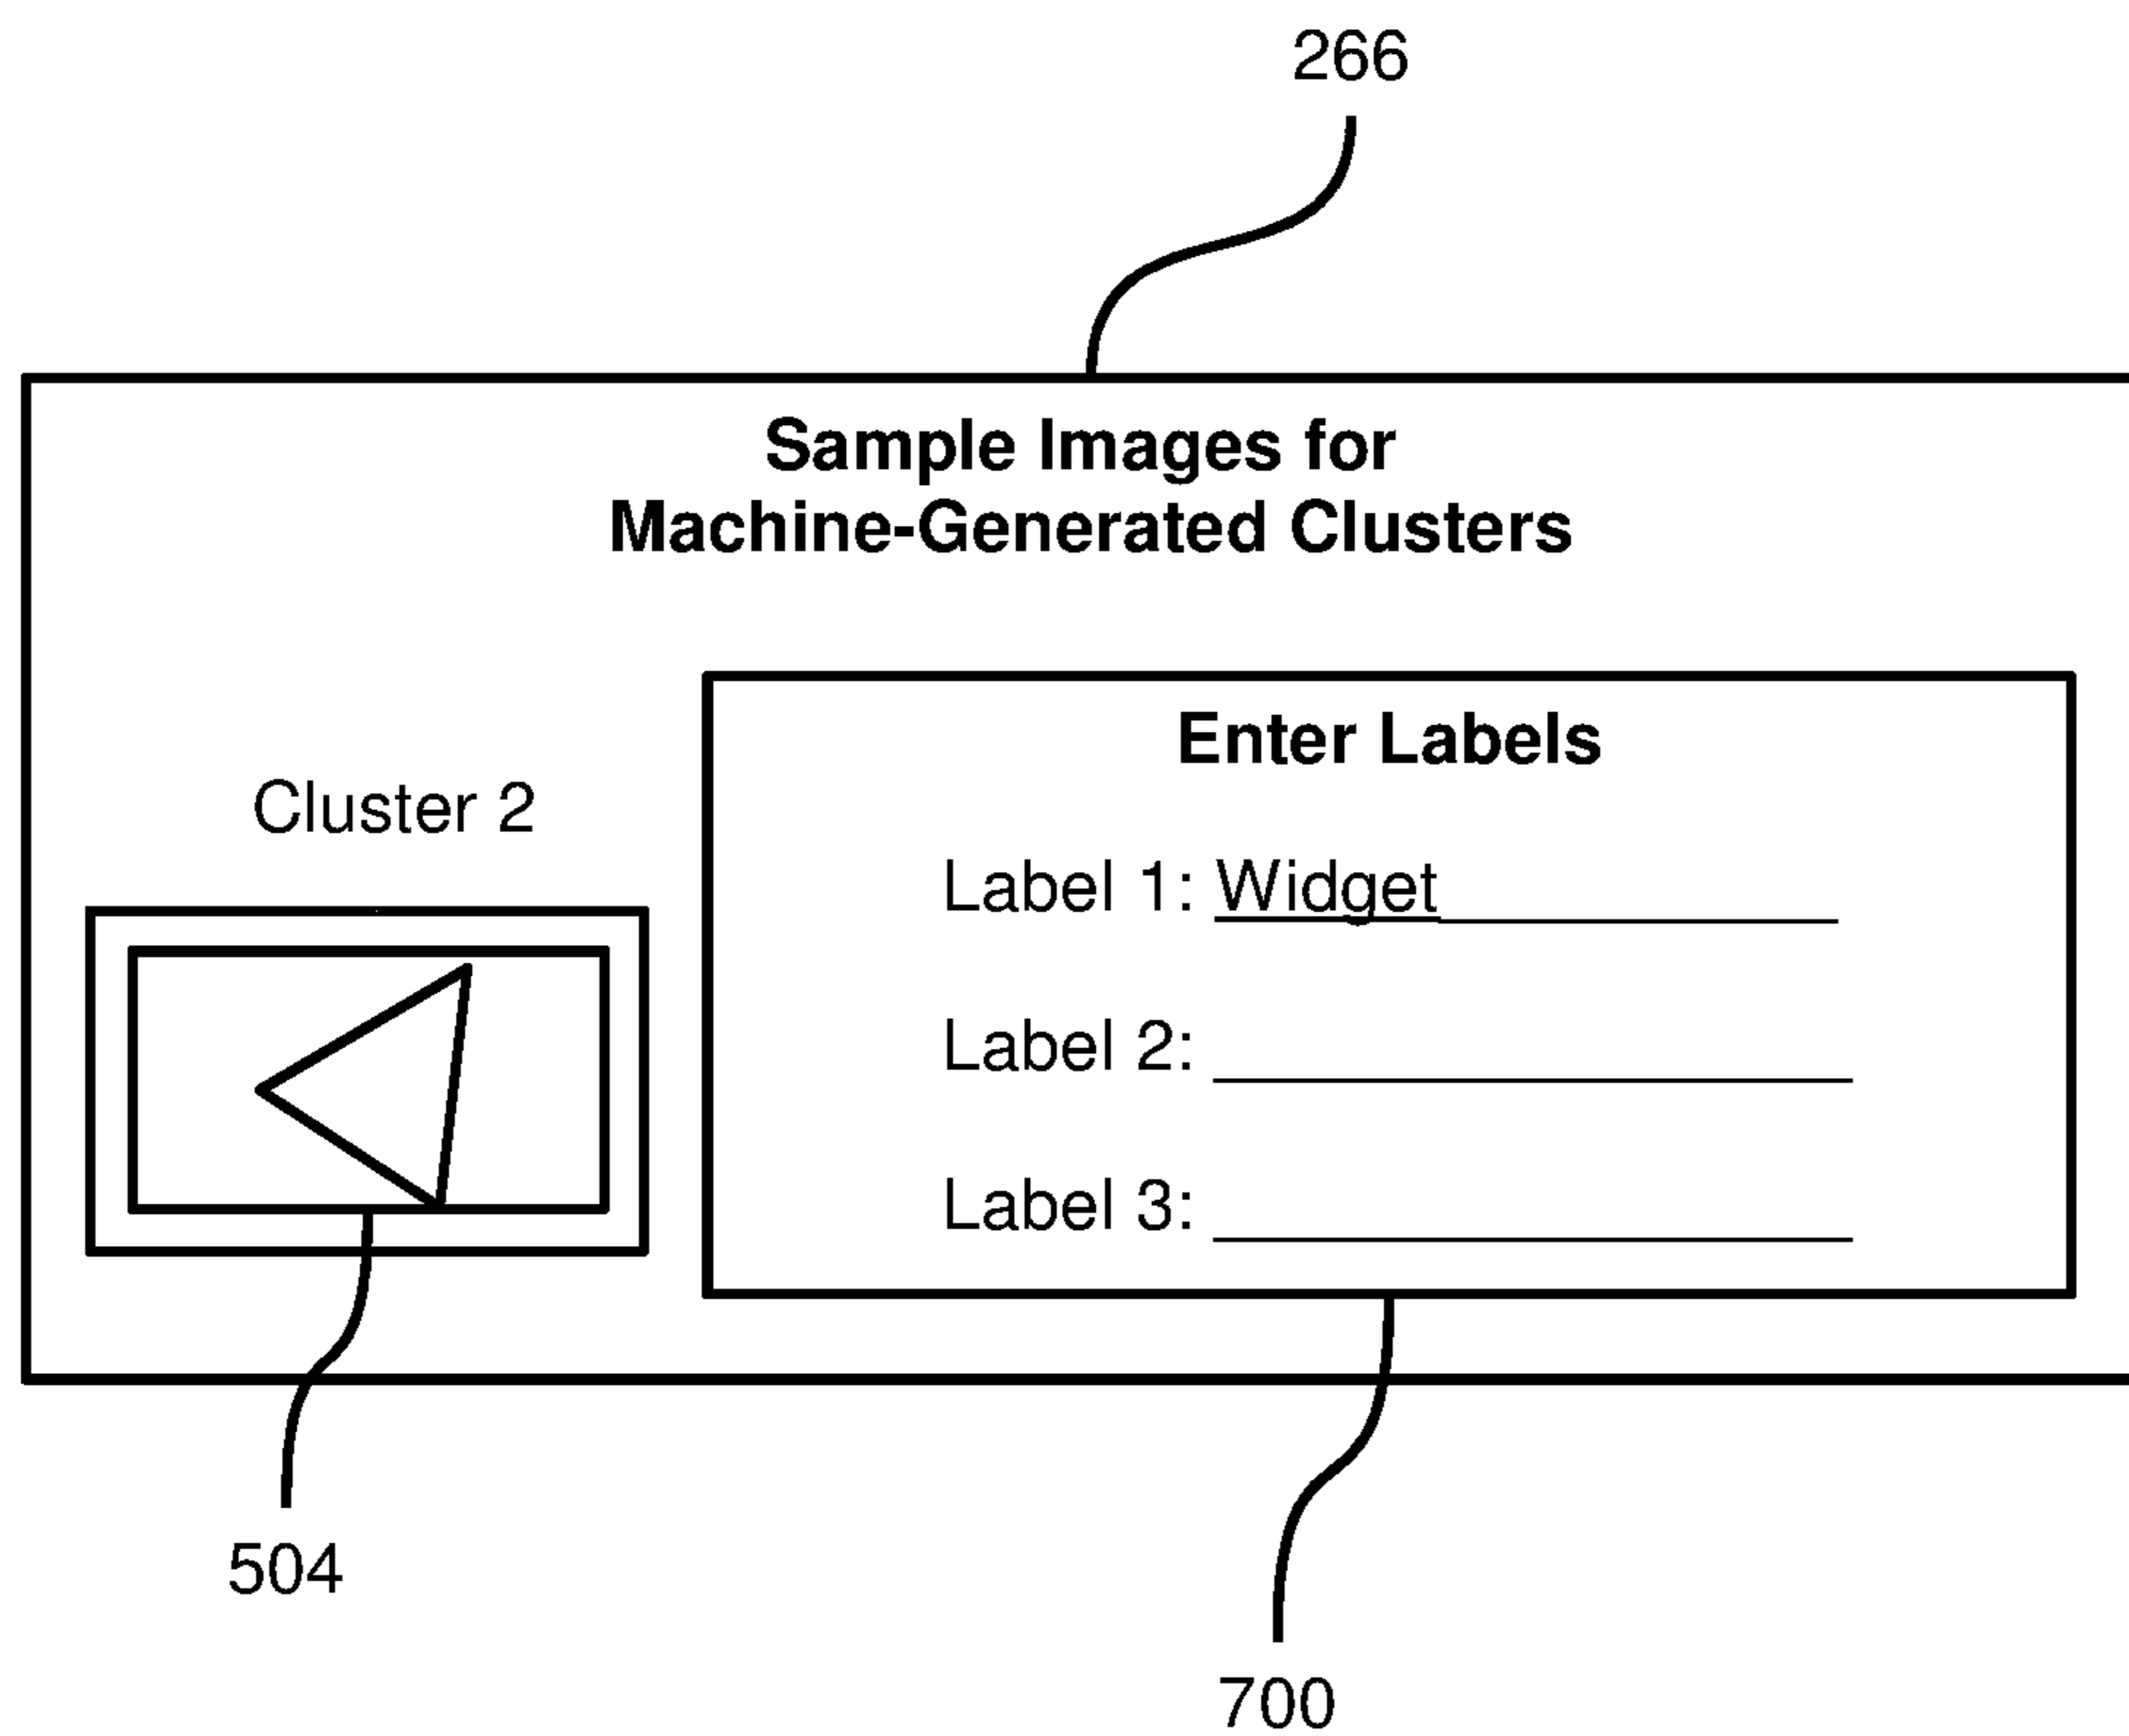 266
Sample Images for
Machine-Generated Clusters
Enter Labels
Cluster 2
Label 1: Widget
Label 2:
Label 3:
504
700